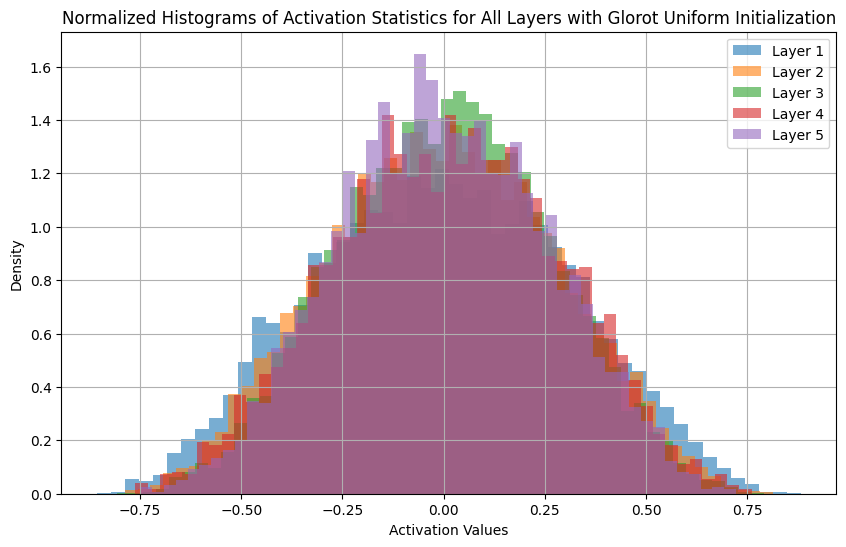 Normalized Histograms of Activation Statistics for All Layers with Glorot Uniform Initialization
Layer 1
Layer 2
Layer 3
Layer 4
Layer 5
Density
1.6
1.4
1.2
1.0
0.8
0.6
0.4
0.2
0.0
−0.75
−0.50
−0.25
0.00
0.25
0.50
0.75
Activation Values